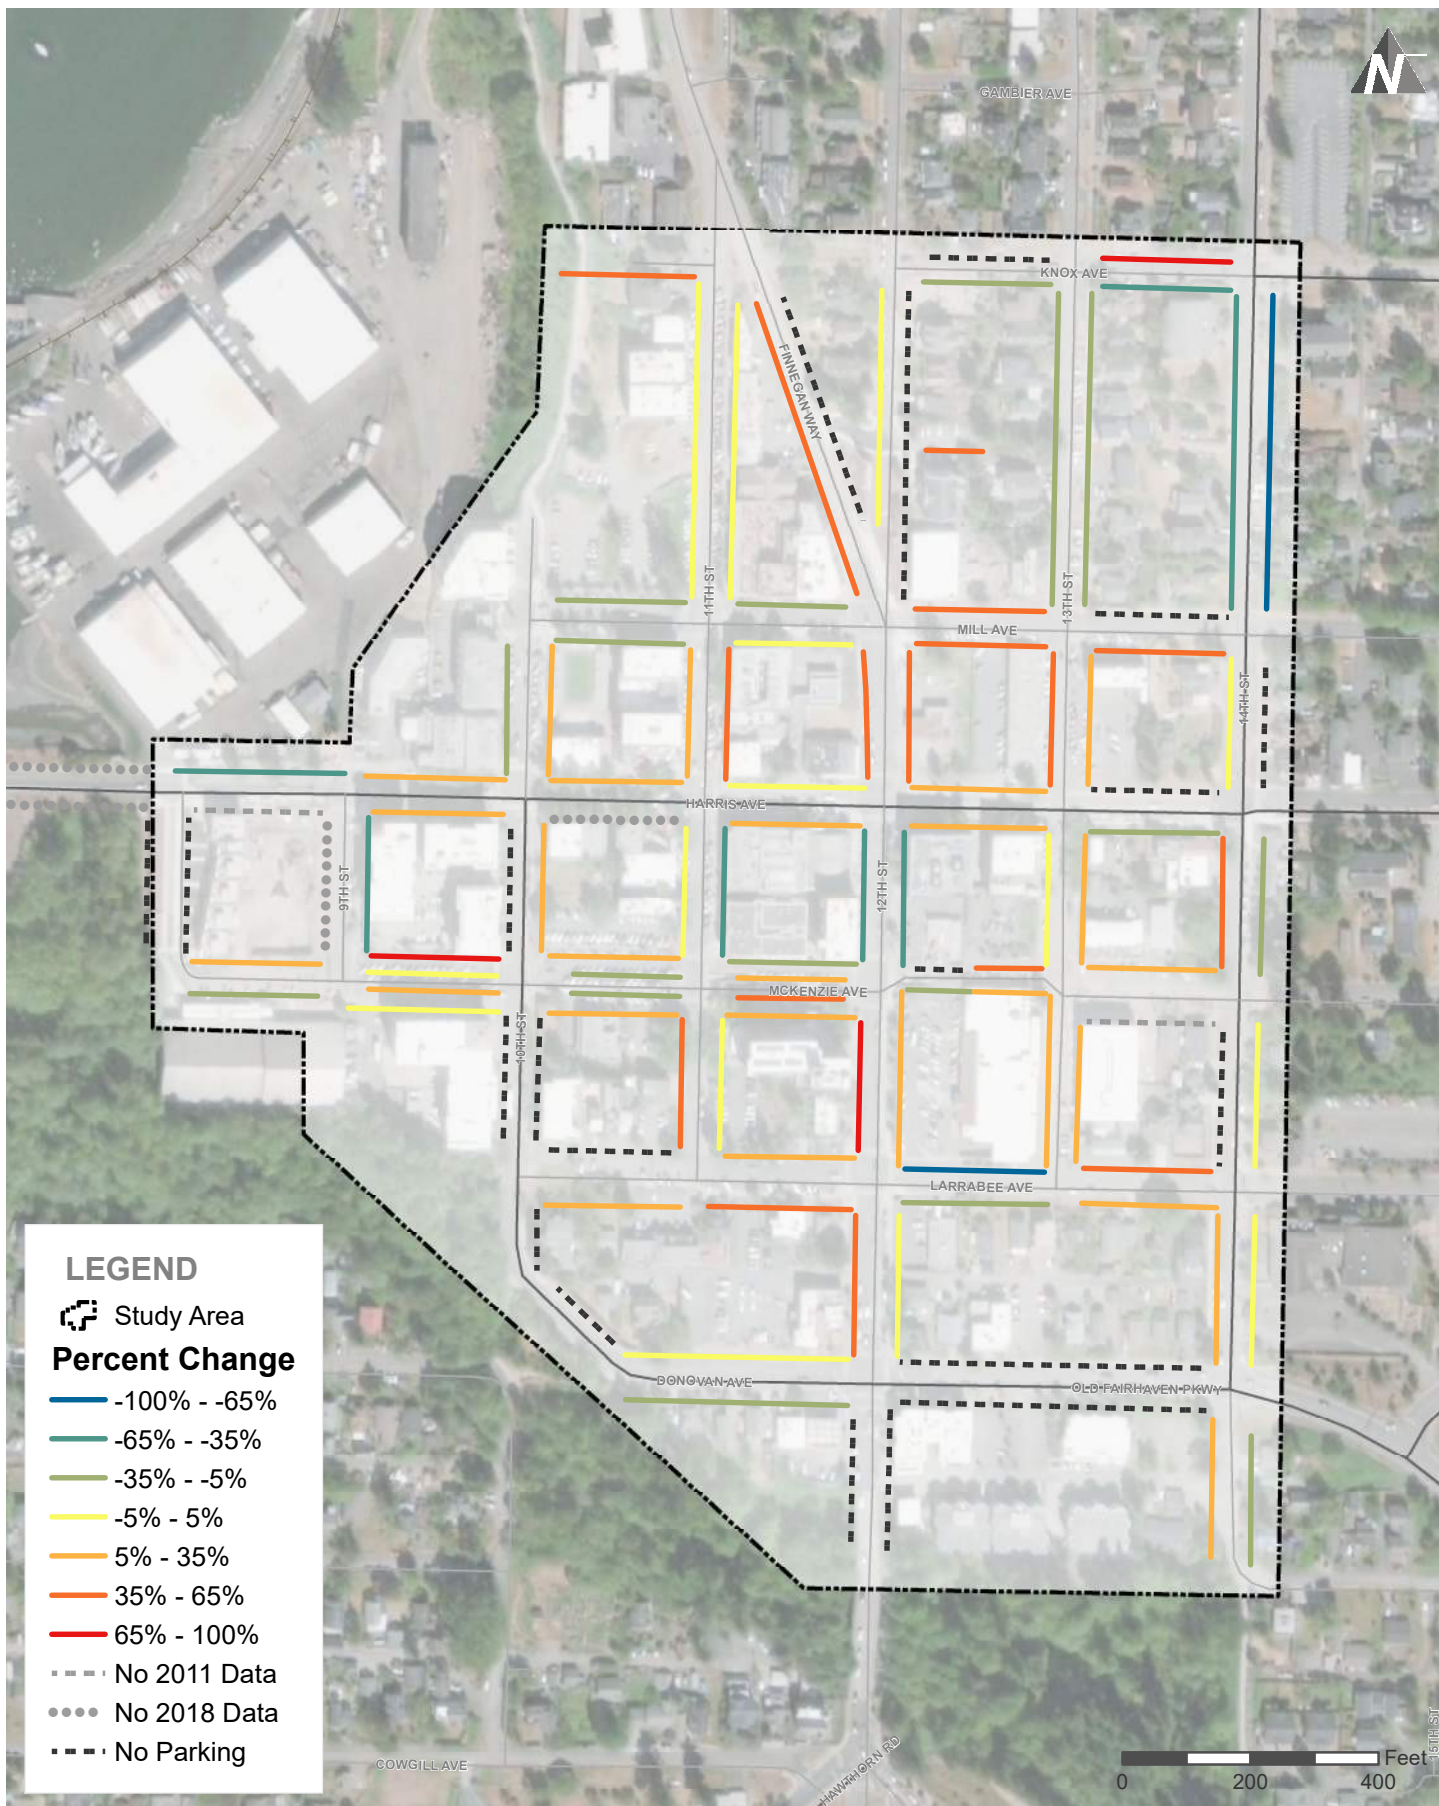 GAMBIER AVE
N
KNOX AVE
FINNEGAN WAY
11TH ST
13TH ST
MILL AVE
14TH ST
HARRIS AVE
9TH ST
12TH ST
MCKENZIE AVE
10TH ST
LARRABEE AVE
DONOVAN AVE
OLD FAIRHAVEN PKWY
LEGEND
Study Area
Percent Change
-100% - -65%
-65% - -35%
-35% - -5%
-5% - 5%
5% - 35%
35% - 65%
65% - 100%
No 2011 Data
No 2018 Data
No Parking
COWGILL AVE
HAWTHORN RD
15TH ST
Feet
0 200 400